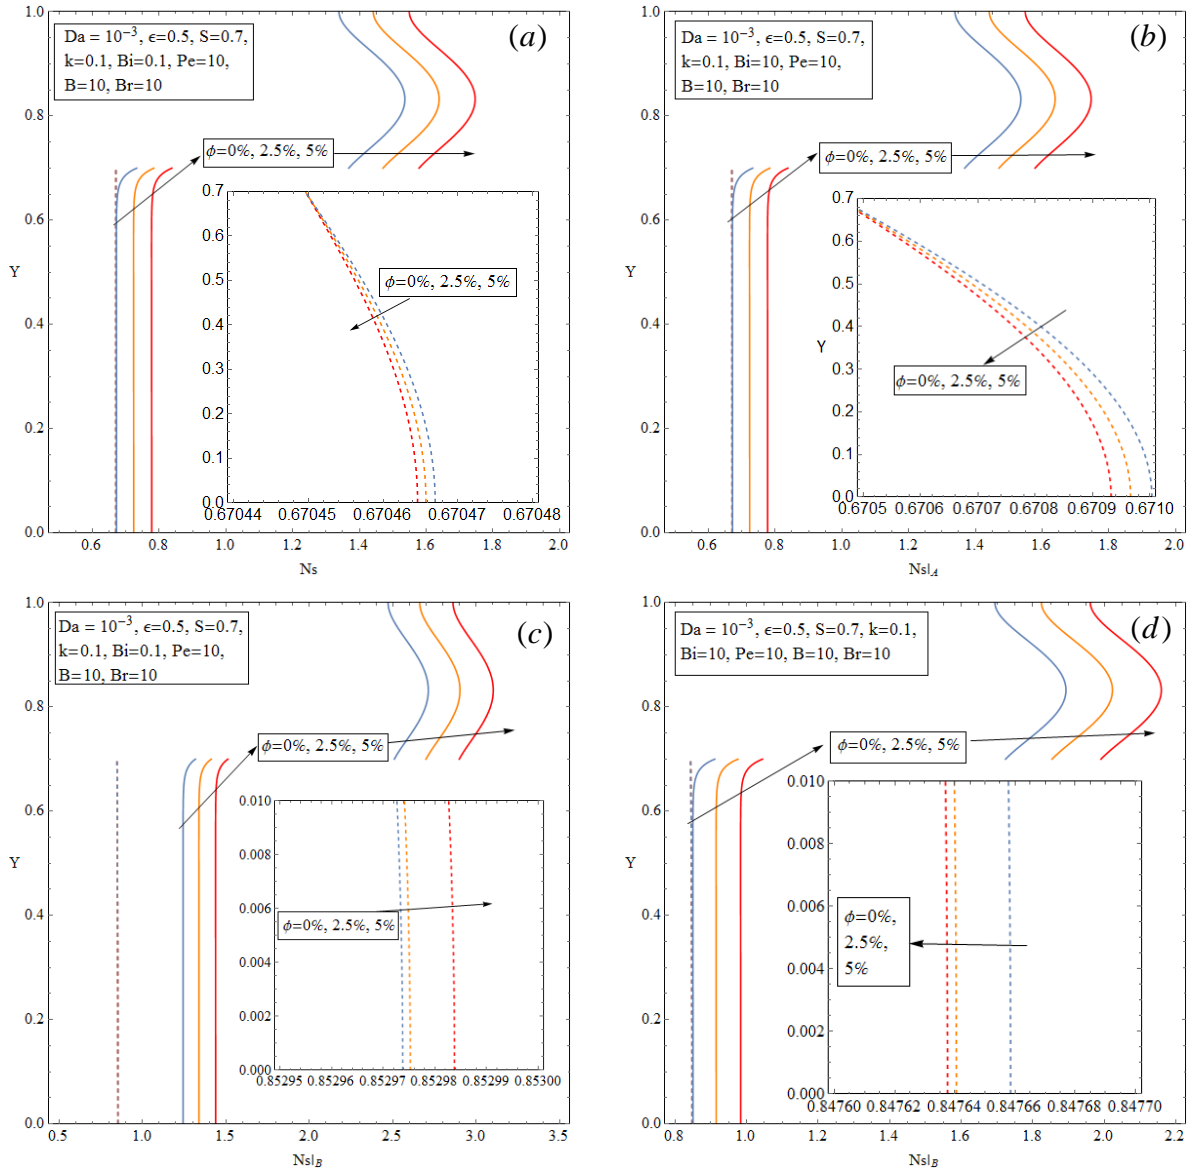 (a)
Da = 10⁻³, ϵ=0.5, S=0.7,
k=0.1, Bi=0.1, Pe=10,
B=10, Br=10
1.0
0.8
0.6
Y
0.4
0.2
0.0
ϕ=0%, 2.5%, 5%
0.7
0.6
0.5
0.4
0.3
0.2
0.1
0.0
ϕ=0%, 2.5%, 5%
0.67044 0.67045 0.67046 0.67047 0.67048
0.6 0.8 1.0 1.2 1.4 1.6 1.8 2.0
Ns
(b)
Da = 10⁻³, ϵ=0.5, S=0.7,
k=0.1, Bi=10, Pe=10,
B=10, Br=10
1.0
0.8
0.6
Y
0.4
0.2
0.0
ϕ=0%, 2.5%, 5%
0.7
0.6
0.5
0.4
Y
0.3
0.2
0.1
0.0
ϕ=0%, 2.5%, 5%
0.6705 0.6706 0.6707 0.6708 0.6709 0.6710
0.6 0.8 1.0 1.2 1.4 1.6 1.8 2.0
Ns|A
(c)
Da = 10⁻³, ϵ=0.5, S=0.7,
k=0.1, Bi=0.1, Pe=10,
B=10, Br=10
1.0
0.8
0.6
Y
0.4
0.2
0.0
ϕ=0%, 2.5%, 5%
0.010
0.008
0.006
0.004
0.002
0.000
ϕ=0%, 2.5%, 5%
0.85295 0.85296 0.85297 0.85298 0.85299 0.85300
0.5 1.0 1.5 2.0 2.5 3.0 3.5
Ns|B
(d)
Da = 10⁻³, ϵ=0.5, S=0.7, k=0.1,
Bi=10, Pe=10, B=10, Br=10
1.0
0.8
0.6
Y
0.4
0.2
0.0
ϕ=0%, 2.5%, 5%
0.010
0.008
0.006
0.004
0.002
0.000
ϕ=0%,
2.5%,
5%
0.84760 0.84762 0.84764 0.84766 0.84768 0.84770
0.8 1.0 1.2 1.4 1.6 1.8 2.0 2.2
Ns|B